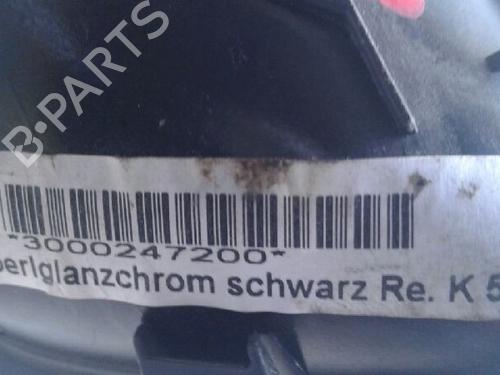 B-PARTS
*3000247200*
perlglanzchrom schwarz Re. K 5